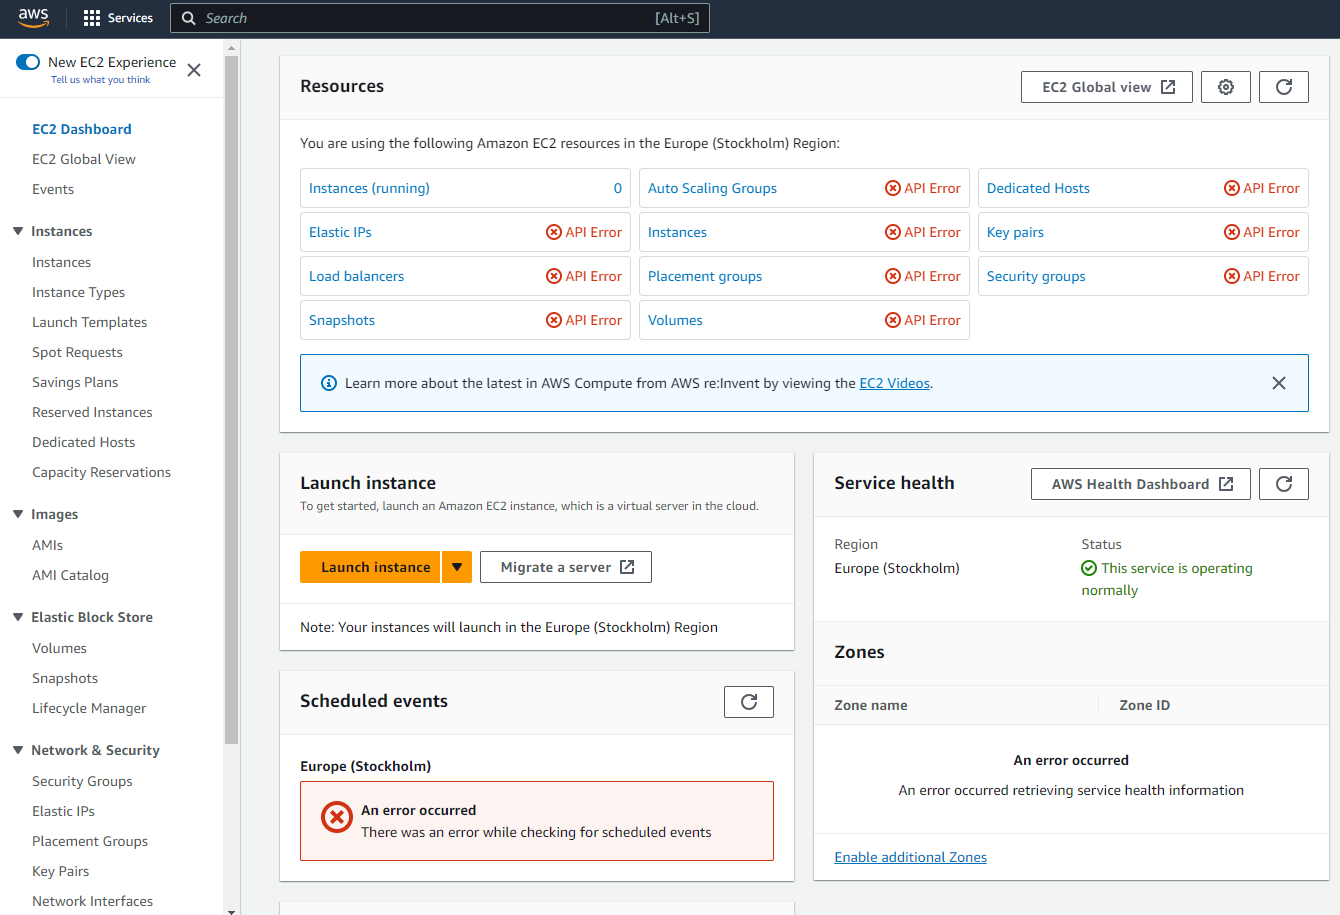 aws
Services
Search
[Alt+S]
New EC2 Experience
Tell us what you think
EC2 Dashboard
EC2 Global View
Events
Instances
Instances
Instance Types
Launch Templates
Spot Requests
Savings Plans
Reserved Instances
Dedicated Hosts
Capacity Reservations
Images
AMIs
AMI Catalog
Elastic Block Store
Volumes
Snapshots
Lifecycle Manager
Network & Security
Security Groups
Elastic IPs
Placement Groups
Key Pairs
Network Interfaces
Resources
EC2 Global view
You are using the following Amazon EC2 resources in the Europe (Stockholm) Region:
Instances (running) 0
Auto Scaling Groups API Error
Dedicated Hosts API Error
Elastic IPs API Error
Instances API Error
Key pairs API Error
Load balancers API Error
Placement groups API Error
Security groups API Error
Snapshots API Error
Volumes API Error
Learn more about the latest in AWS Compute from AWS re:Invent by viewing the EC2 Videos.
Launch instance
To get started, launch an Amazon EC2 instance, which is a virtual server in the cloud.
Launch instance
Migrate a server
Note: Your instances will launch in the Europe (Stockholm) Region
Scheduled events
Europe (Stockholm)
An error occurred
There was an error while checking for scheduled events
Service health
AWS Health Dashboard
Region
Europe (Stockholm)
Status
This service is operating
normally
Zones
Zone name
Zone ID
An error occurred
An error occurred retrieving service health information
Enable additional Zones